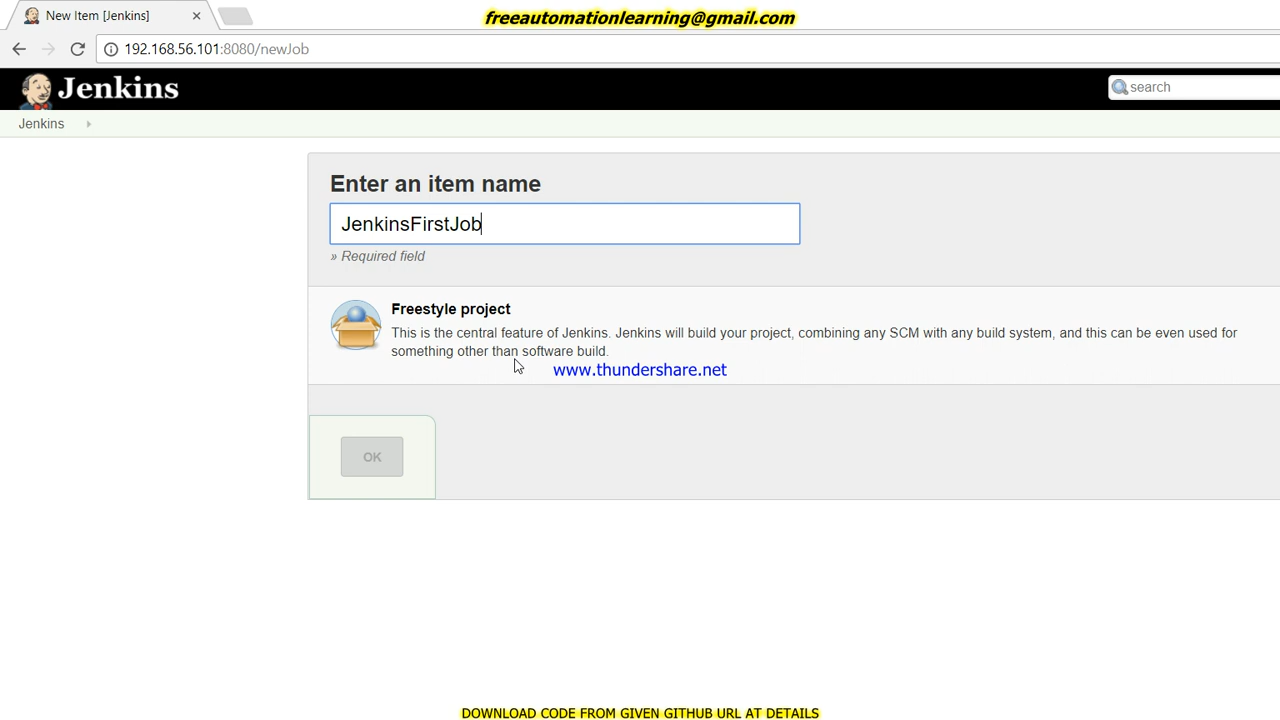 New Item [Jenkins]
freeautomationlearning@gmail.com
192.168.56.101:8080/newJob
Jenkins
search
Jenkins
Enter an item name
JenkinsFirstJob
» Required field
Freestyle project
This is the central feature of Jenkins. Jenkins will build your project, combining any SCM with any build system, and this can be even used for
something other than software build.
www.thundershare.net
OK
DOWNLOAD CODE FROM GIVEN GITHUB URL AT DETAILS